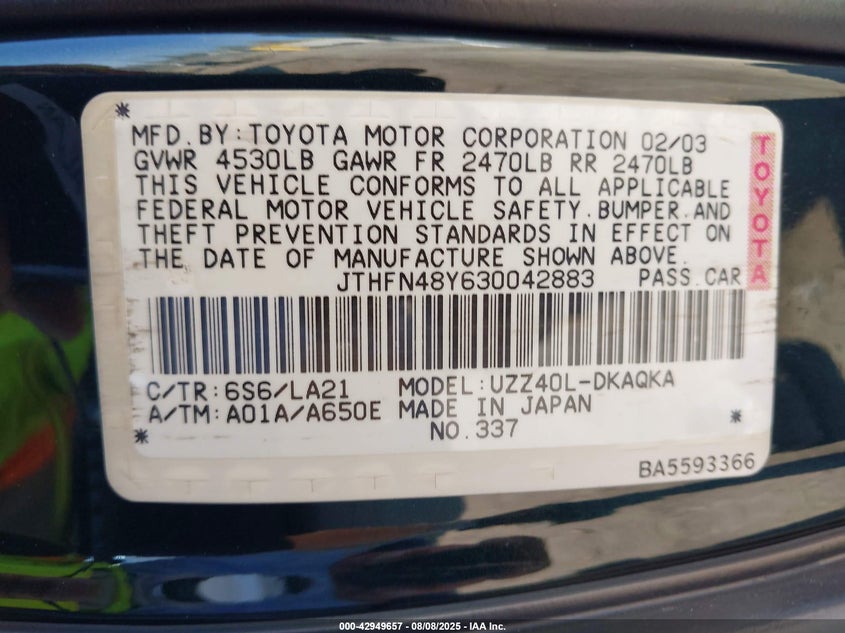 MFD.BY:TOYOTA MOTOR CORPORATION 02/03
GVWR 4530LB GAWR FR 2470LB RR 2470LB
THIS VEHICLE CONFORMS TO ALL APPLICABLE
FEDERAL MOTOR VEHICLE SAFETY.BUMPER.AND
THEFT PREVENTION STANDARDS IN EFFECT ON
THE DATE OF MANUFACTURE SHOWN ABOVE.
JTHFN48Y630042883 PASS.CAR
TOYOTA
C/TR:6S6/LA21 MODEL:UZZ40L-DKAQKA
A/TM:A01A/A650E MADE IN JAPAN
NO.337
BA5593366
000-42949657 - 08/08/2025 - IAA Inc.